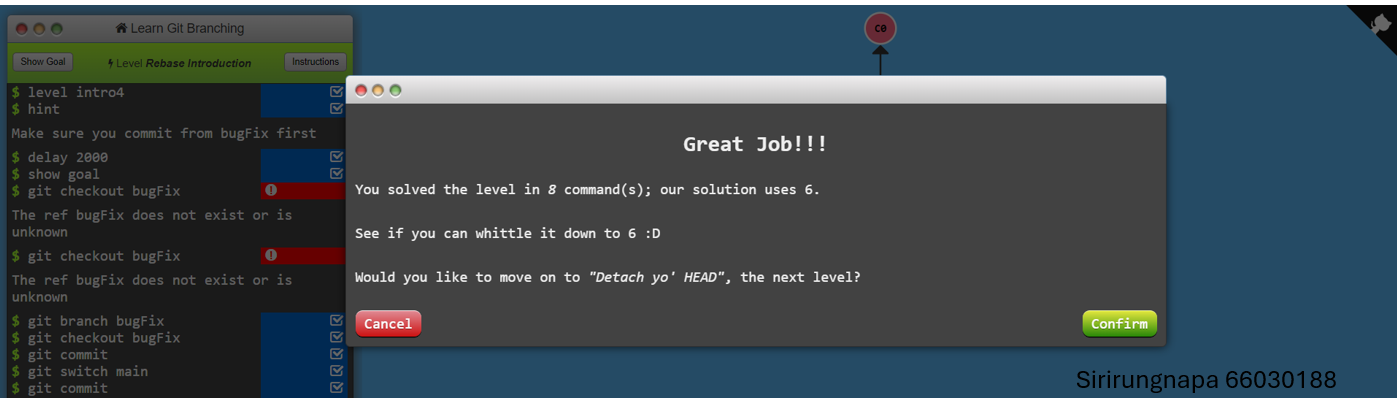 Learn Git Branching
Show Goal
Level Rebase Introduction
Instructions
$ level intro4
$ hint
Make sure you commit from bugFix first
$ delay 2000
$ show goal
$ git checkout bugFix
The ref bugFix does not exist or is
unknown
$ git checkout bugFix
The ref bugFix does not exist or is
unknown
$ git branch bugFix
$ git checkout bugFix
$ git commit
$ git switch main
$ git commit
c0
Great Job!!!
You solved the level in 8 command(s); our solution uses 6.
See if you can whittle it down to 6 :D
Would you like to move on to "Detach yo' HEAD", the next level?
Cancel
Confirm
Sirirungnapa 66030188